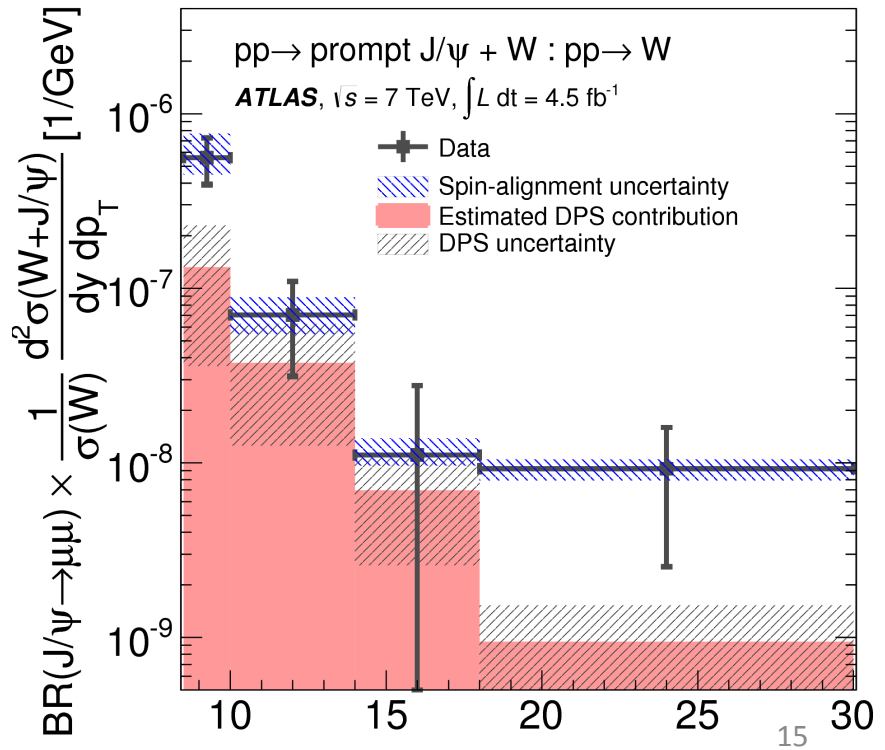 pp→ prompt J/ψ + W : pp→ W
ATLAS, √s = 7 TeV, ∫L dt = 4.5 fb⁻¹
Data
Spin-alignment uncertainty
Estimated DPS contribution
DPS uncertainty
BR(J/ψ→μμ) × 1/σ(W) d²σ(W+J/ψ)/dy dp_T [1/GeV]
10⁻⁶
10⁻⁷
10⁻⁸
10⁻⁹
10 15 20 25 30
15